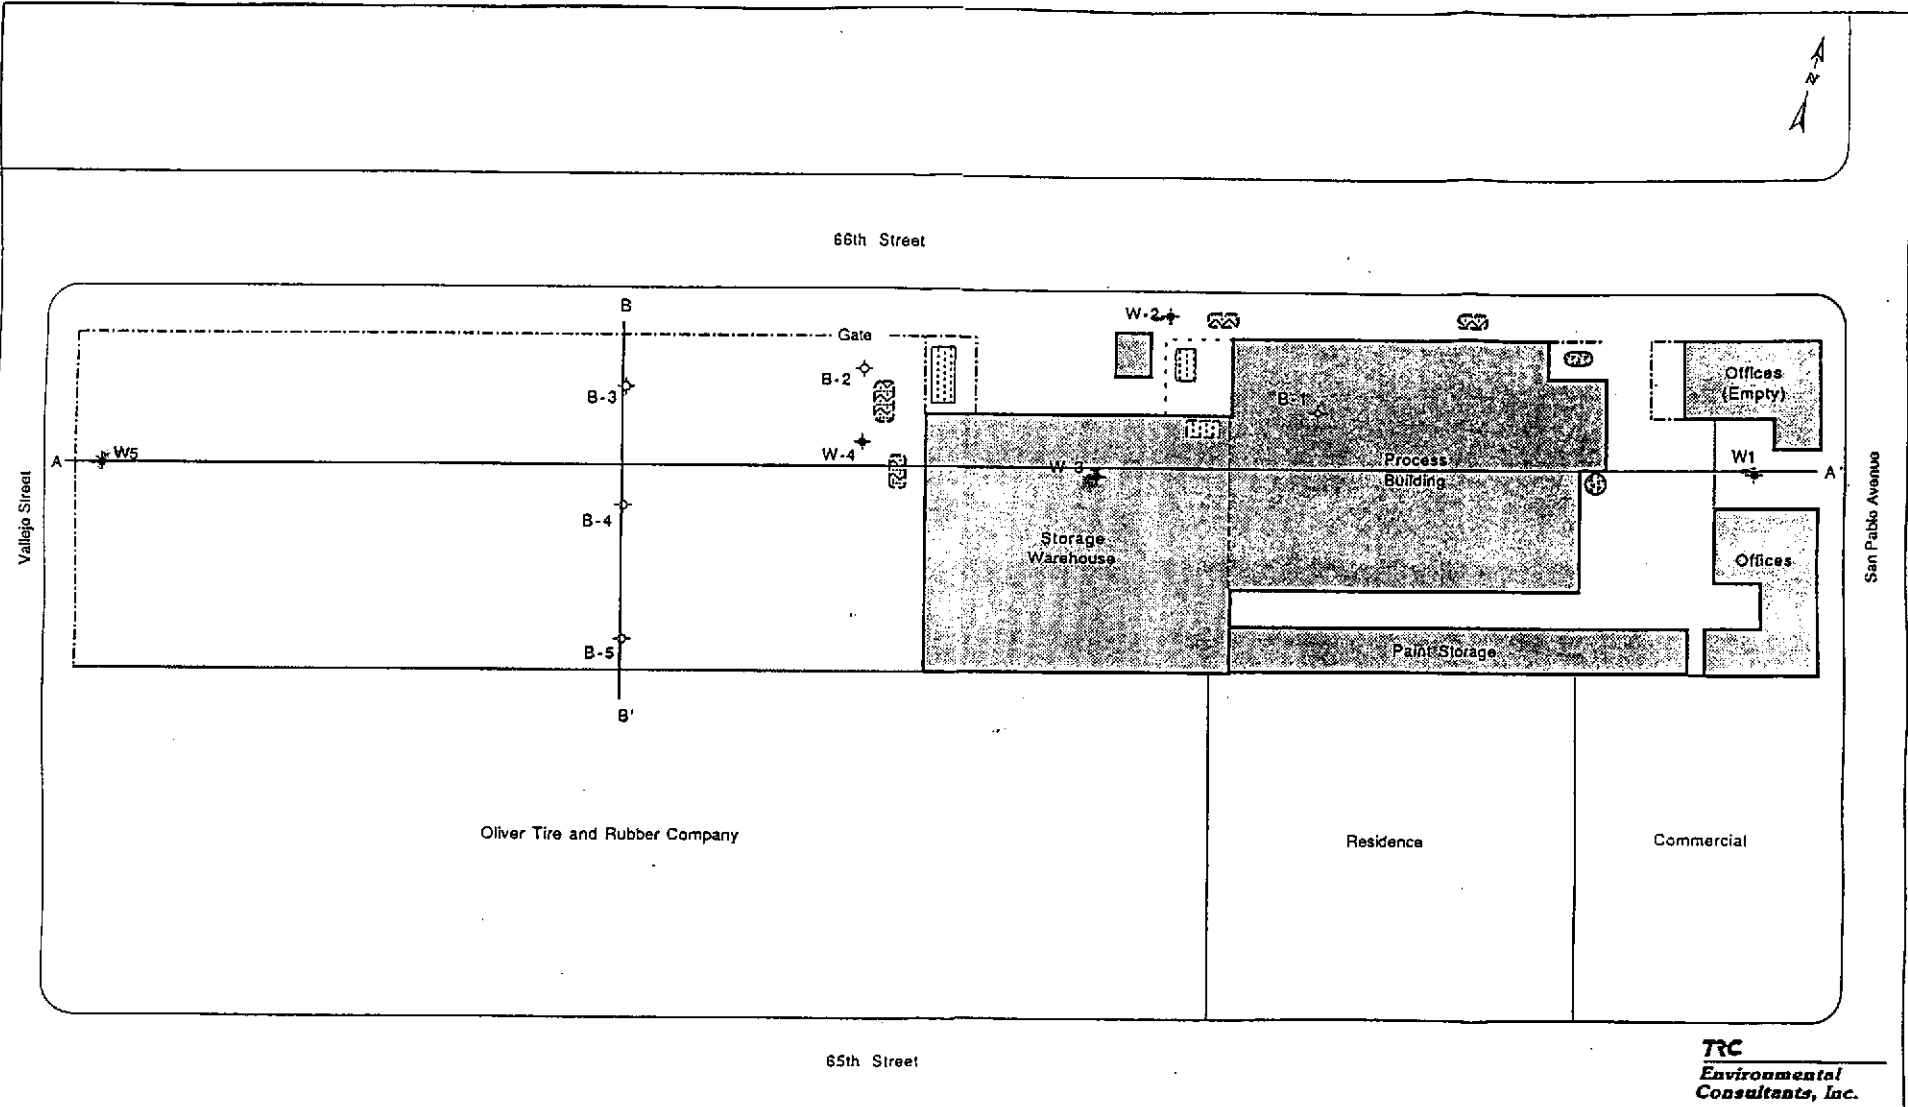 N
66th Street
B
W-2
Gate
B-2
B-3
Offices
(Empty)
B-1
W5
W-4
A
W-3
Process
Building
W1
A'
B-4
Storage
Warehouse
Offices
Vallejo Street
San Pablo Avenue
B-5
Paint Storage
B'
Oliver Tire and Rubber Company
Residence
Commercial
65th Street
TRC
Environmental
Consultants, Inc.